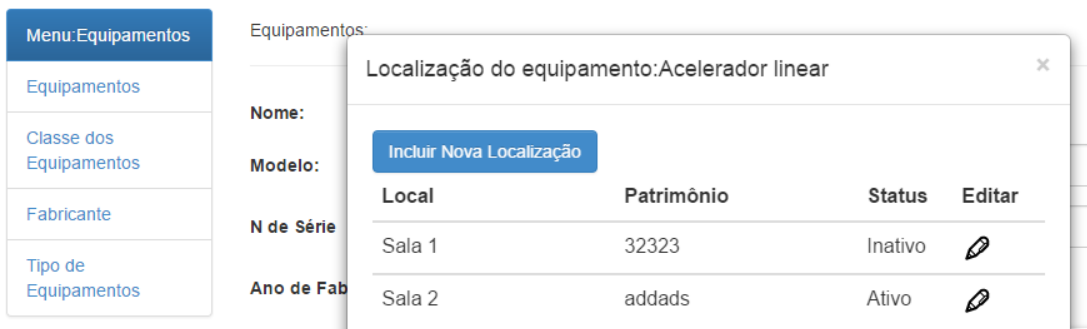 Menu:Equipamentos
Equipamentos
Classe dos
Equipamentos
Fabricante
Tipo de
Equipamentos
Equipamentos:
Nome:
Modelo:
N de Série
Ano de Fab
Localização do equipamento:Acelerador linear
×
Incluir Nova Localização
Local Patrimônio Status Editar
Sala 1 32323 Inativo
Sala 2 addads Ativo